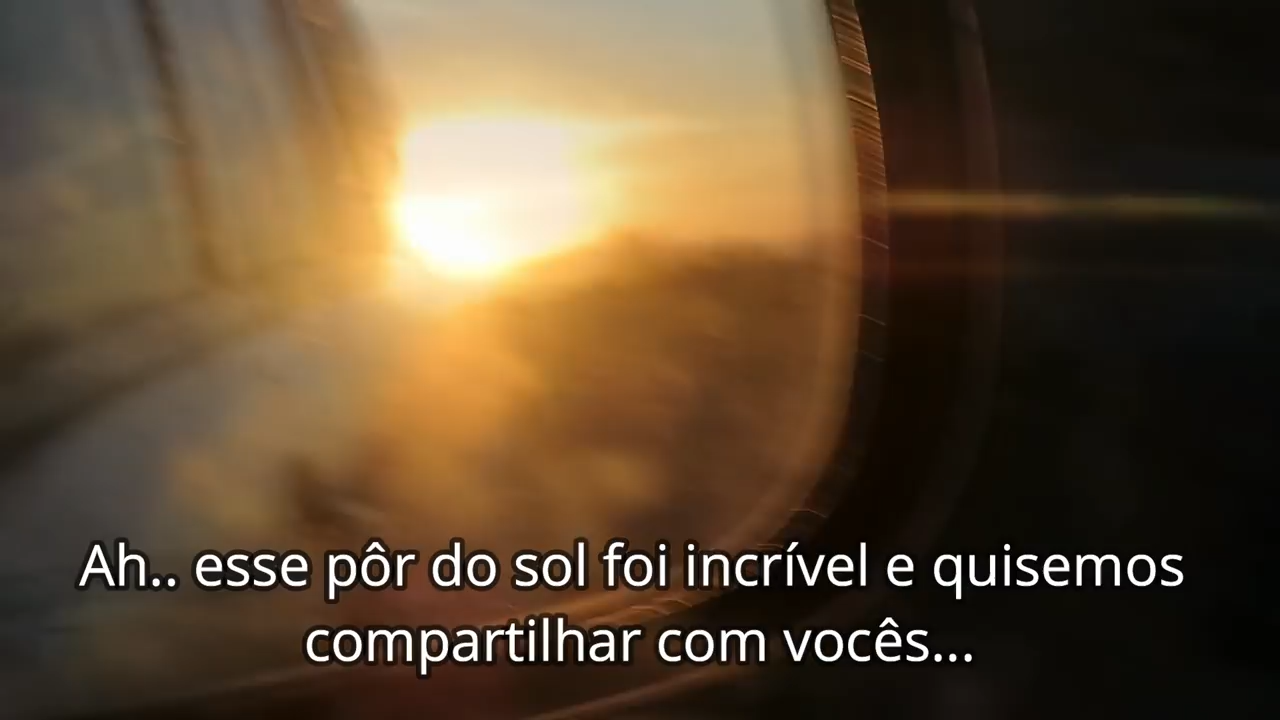 Ah.. esse pôr do sol foi incrível e quisemos
compartilhar com vocês...